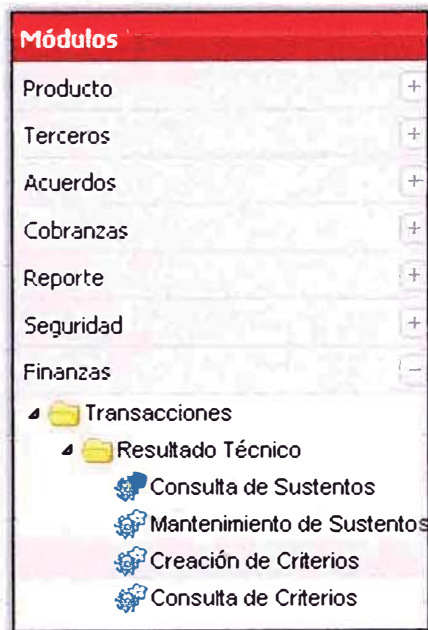 Módulos
Producto
Terceros
Acuerdos
Cobranzas
Reporte
Seguridad
Finanzas
Transacciones
Resultado Técnico
Consulta de Sustentos
Mantenimiento de Sustentos
Creación de Criterios
Consulta de Criterios